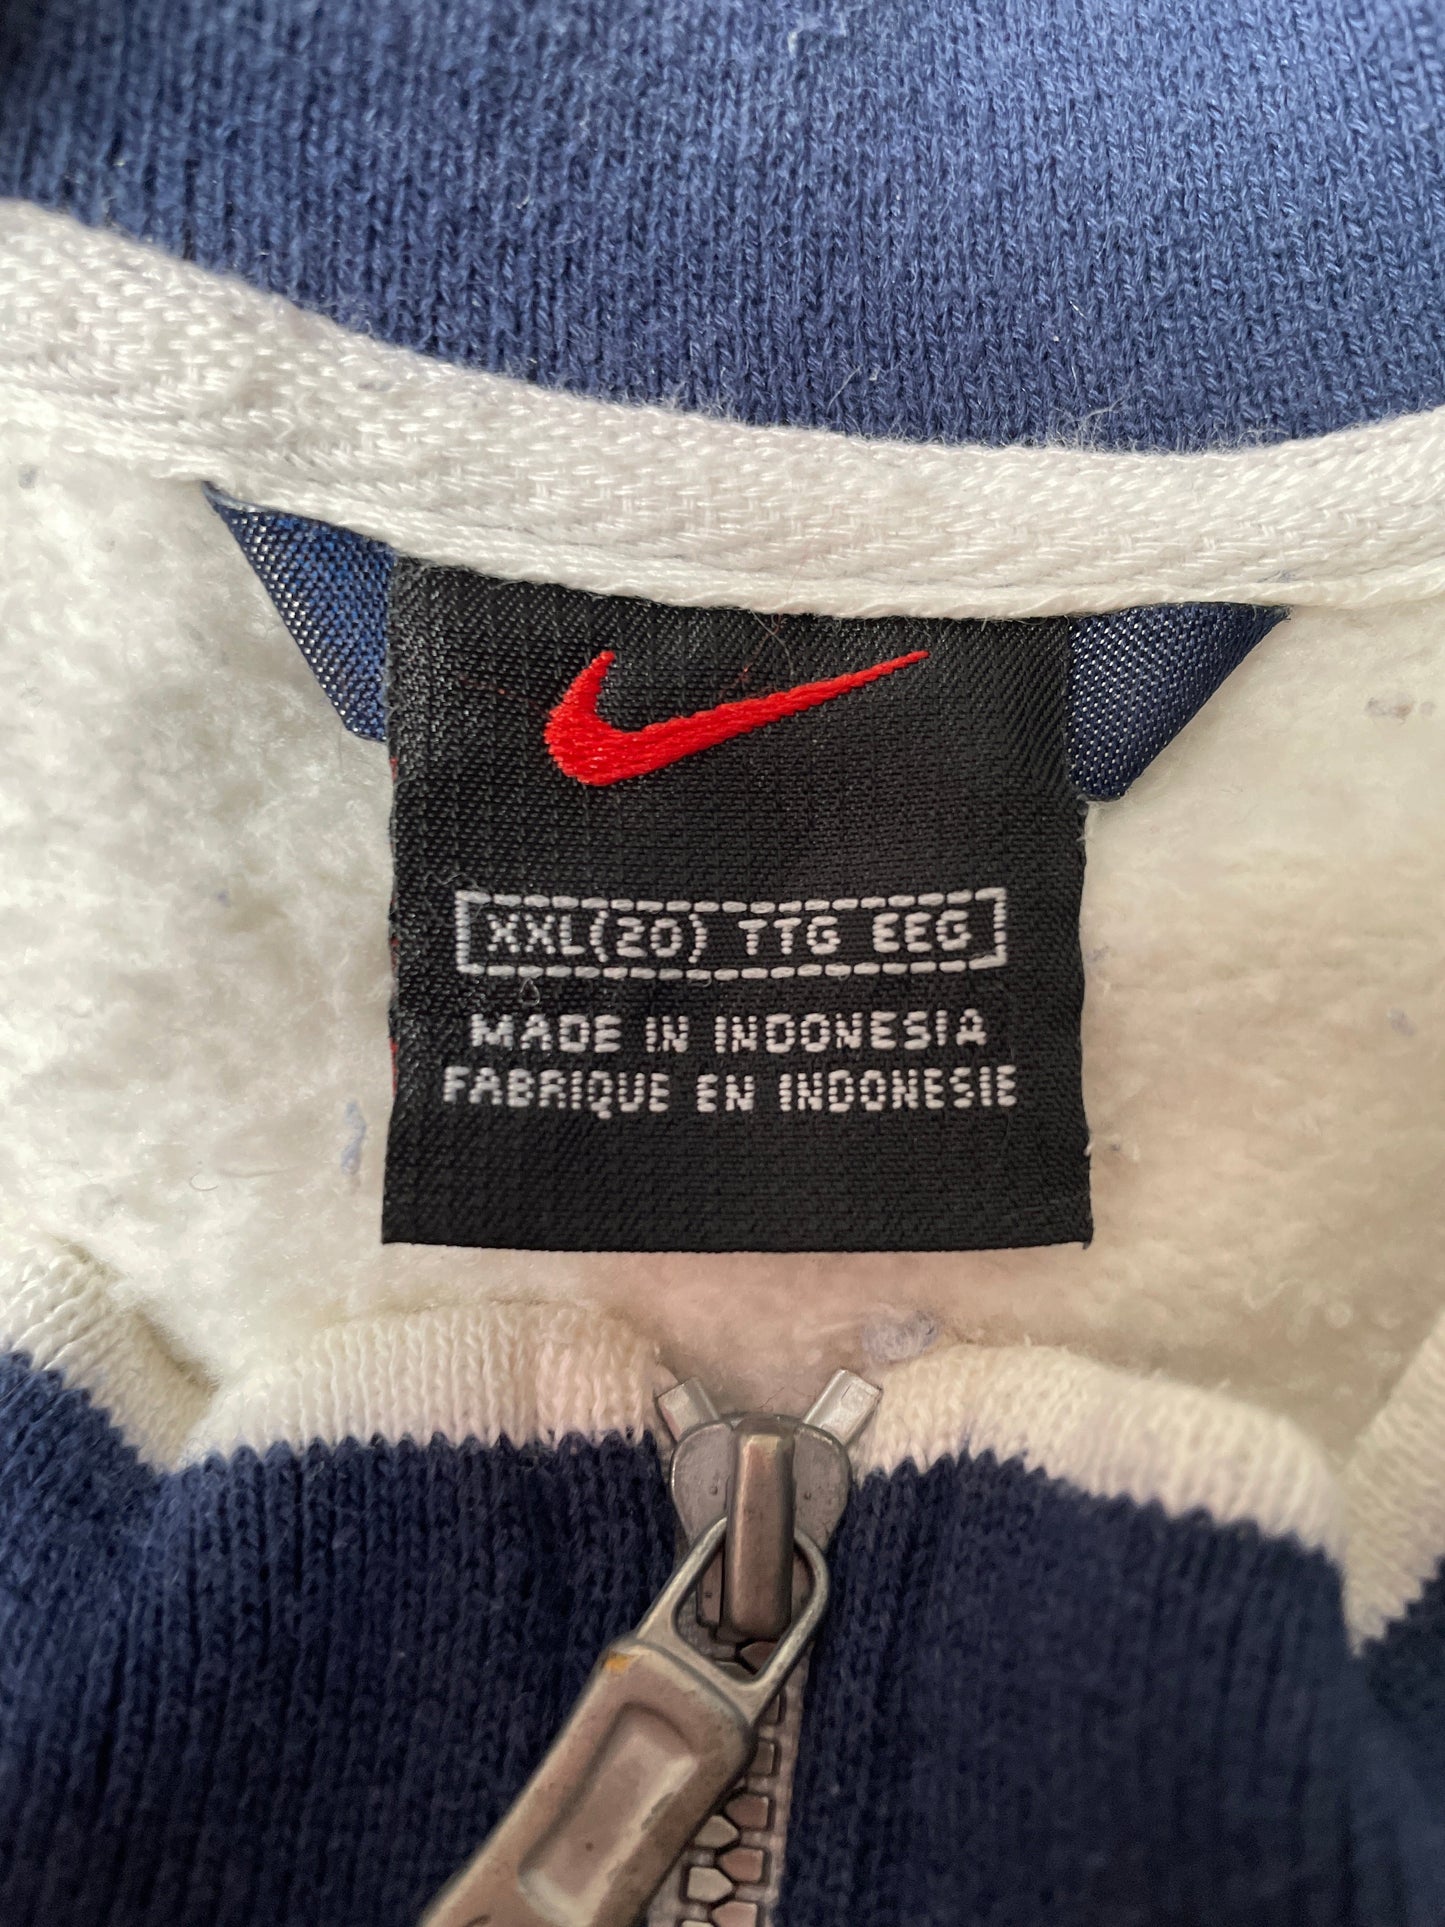 XXL(20) TTG EEG
MADE IN INDONESIA
FABRIQUE EN INDONESIE